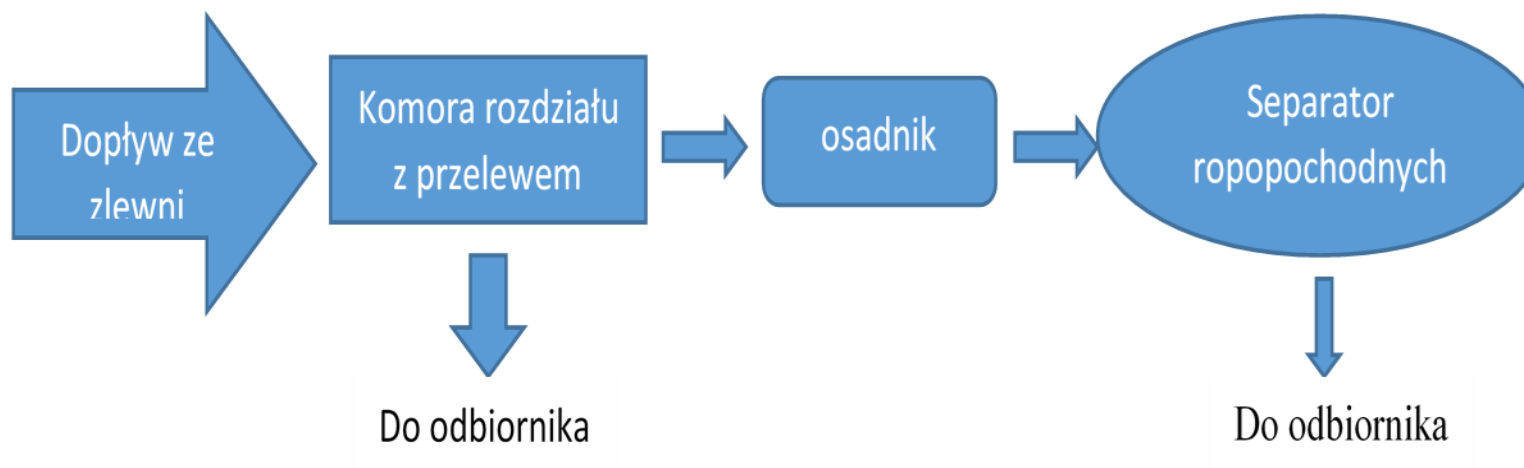 Dopływ ze
zlewni
Komora rozdziału
z przelewem
osadnik
Separator
ropopochodnych
Do odbiornika
Do odbiornika